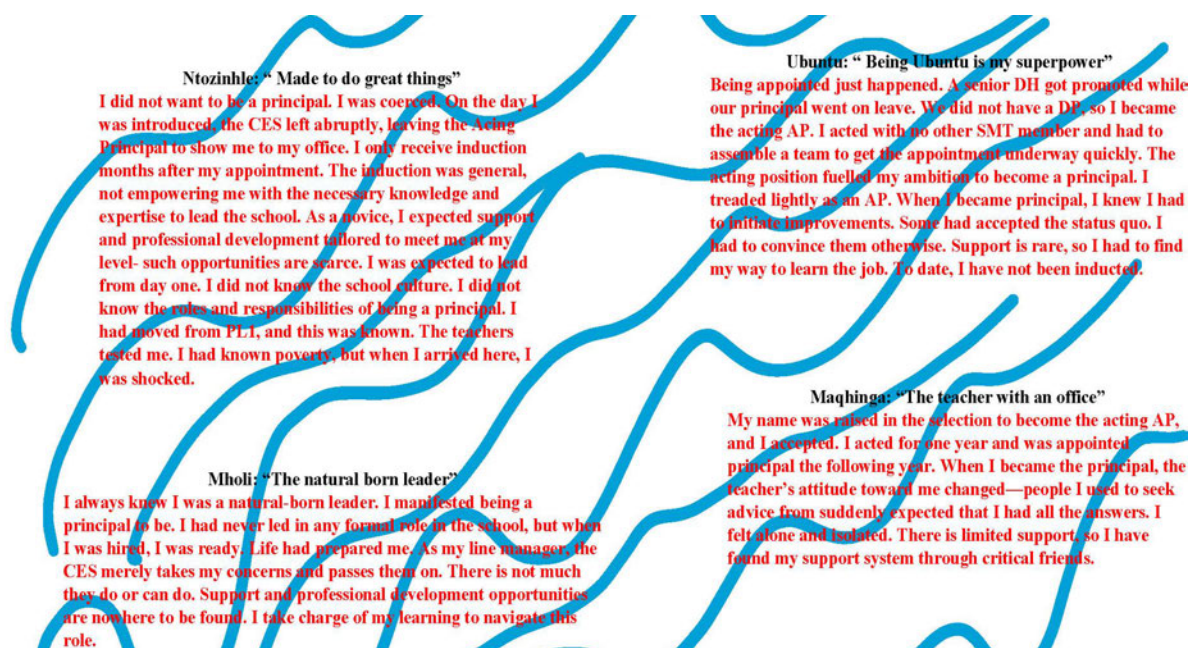 Ntozinhle: “ Made to do great things”
I did not want to be a principal. I was coerced. On the day I
was introduced, the CES left abruptly, leaving the Acing
Principal to show me to my office. I only receive induction
months after my appointment. The induction was general,
not empowering me with the necessary knowledge and
expertise to lead the school. As a novice, I expected support
and professional development tailored to meet me at my
level- such opportunities are scarce. I was expected to lead
from day one. I did not know the school culture. I did not
know the roles and responsibilities of being a principal. I
had moved from PL1, and this was known. The teachers
tested me. I had known poverty, but when I arrived here, I
was shocked.
Ubuntu: “ Being Ubuntu is my superpower”
Being appointed just happened. A senior DH got promoted while
our principal went on leave. We did not have a DP, so I became
the acting AP. I acted with no other SMT member and had to
assemble a team to get the appointment underway quickly. The
acting position fuelled my ambition to become a principal. I
treaded lightly as an AP. When I became principal, I knew I had
to initiate improvements. Some had accepted the status quo. I
had to convince them otherwise. Support is rare, so I had to find
my way to learn the job. To date, I have not been inducted.
Mholi: “The natural born leader”
I always knew I was a natural-born leader. I manifested being a
principal to be. I had never led in any formal role in the school, but when
I was hired, I was ready. Life had prepared me. As my line manager, the
CES merely takes my concerns and passes them on. There is not much
they do or can do. Support and professional development opportunities
are nowhere to be found. I take charge of my learning to navigate this
role.
Maqhinga: “The teacher with an office”
My name was raised in the selection to become the acting AP,
and I accepted. I acted for one year and was appointed
principal the following year. When I became the principal, the
teacher’s attitude toward me changed—people I used to seek
advice from suddenly expected that I had all the answers. I
felt alone and isolated. There is limited support, so I have
found my support system through critical friends.